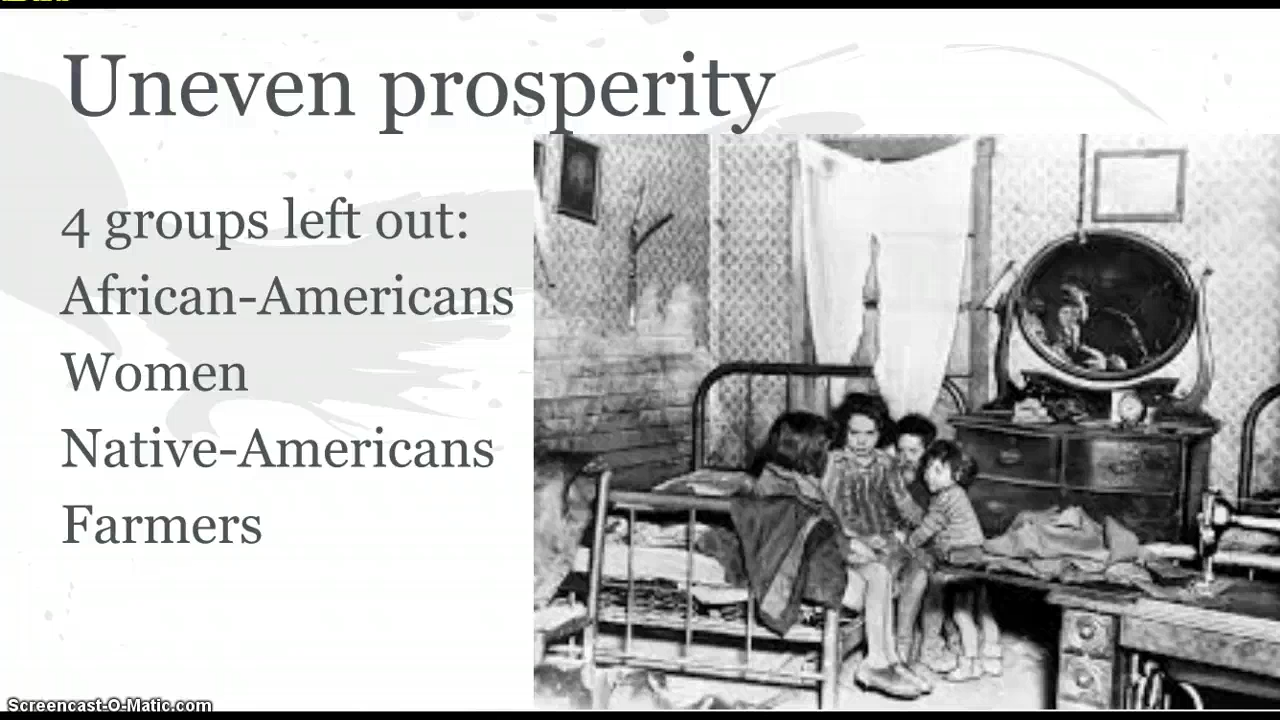 Uneven prosperity
4 groups left out:
African-Americans
Women
Native-Americans
Farmers
Screencast-O-Matic.com